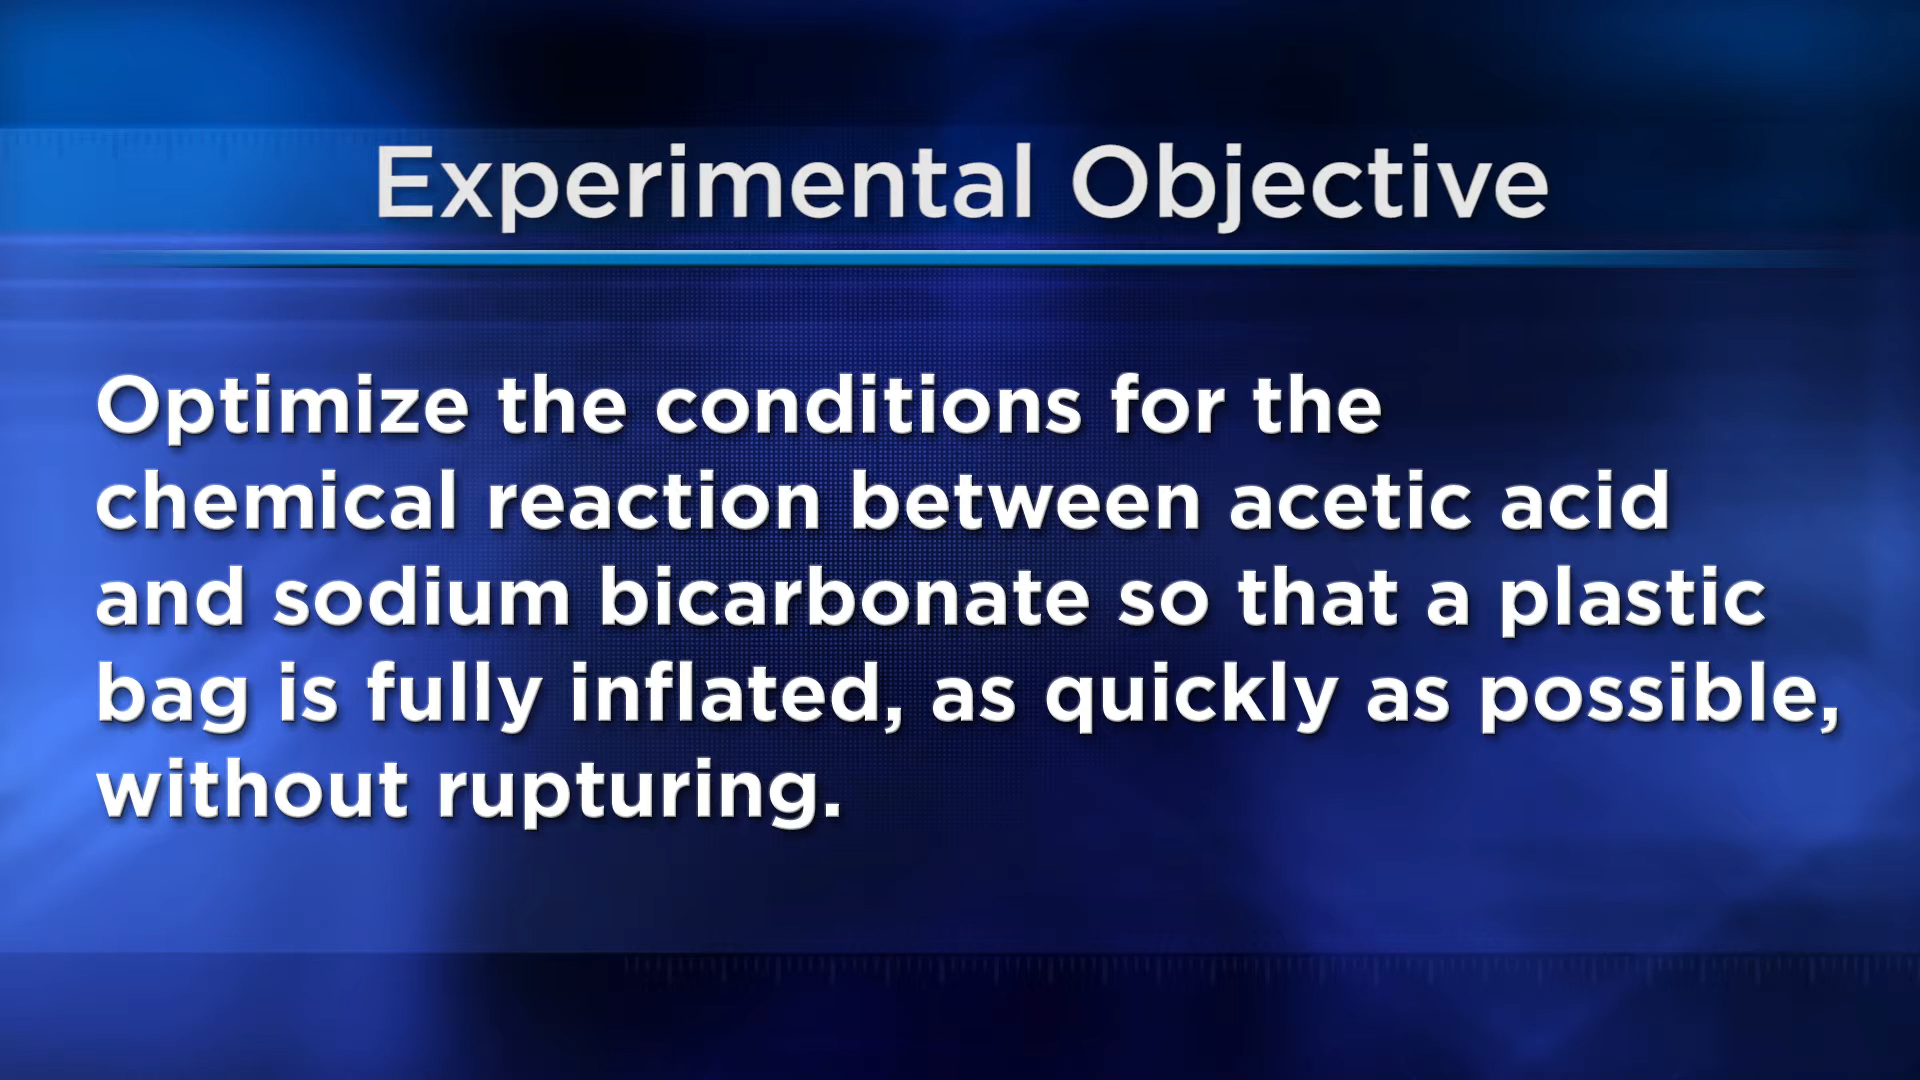 Experimental Objective
Optimize the conditions for the
chemical reaction between acetic acid
and sodium bicarbonate so that a plastic
bag is fully inflated, as quickly as possible,
without rupturing.